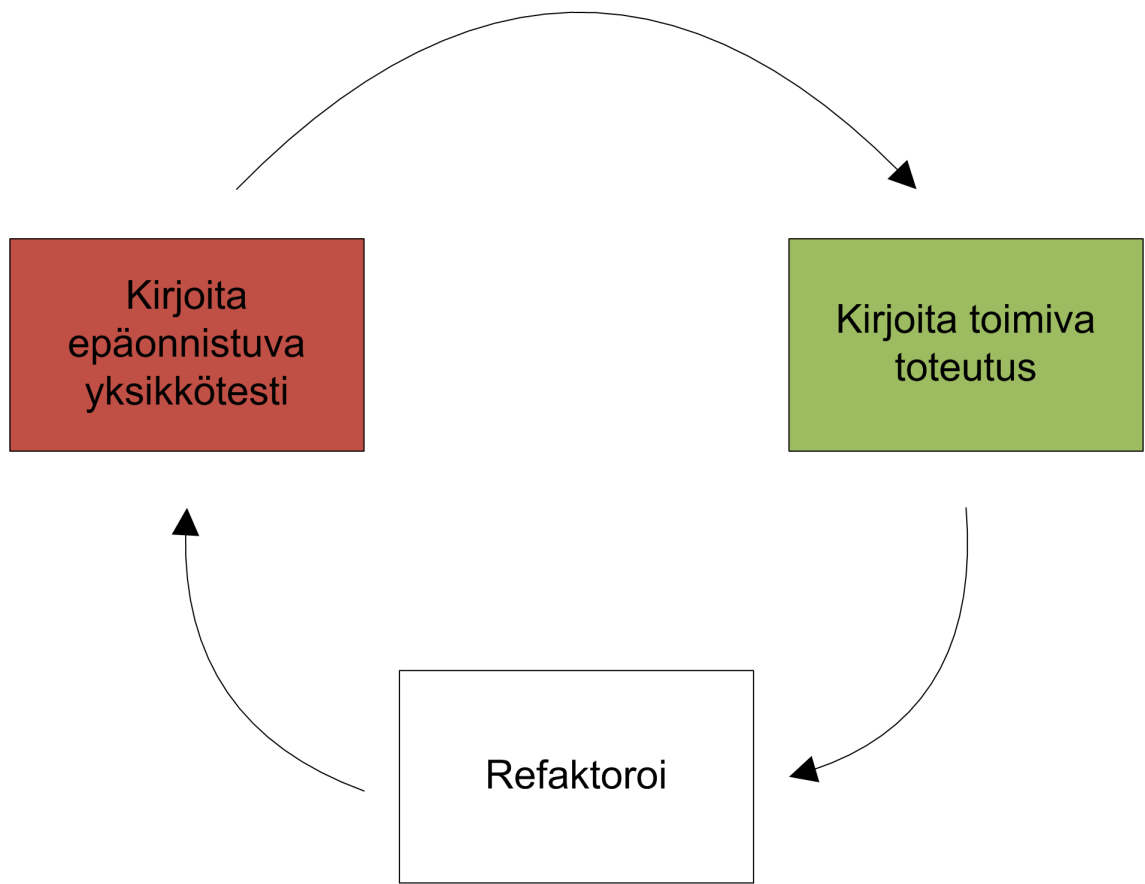 Kirjoita
epäonnistuva
yksikkötesti
Kirjoita toimiva
toteutus
Refaktoroi